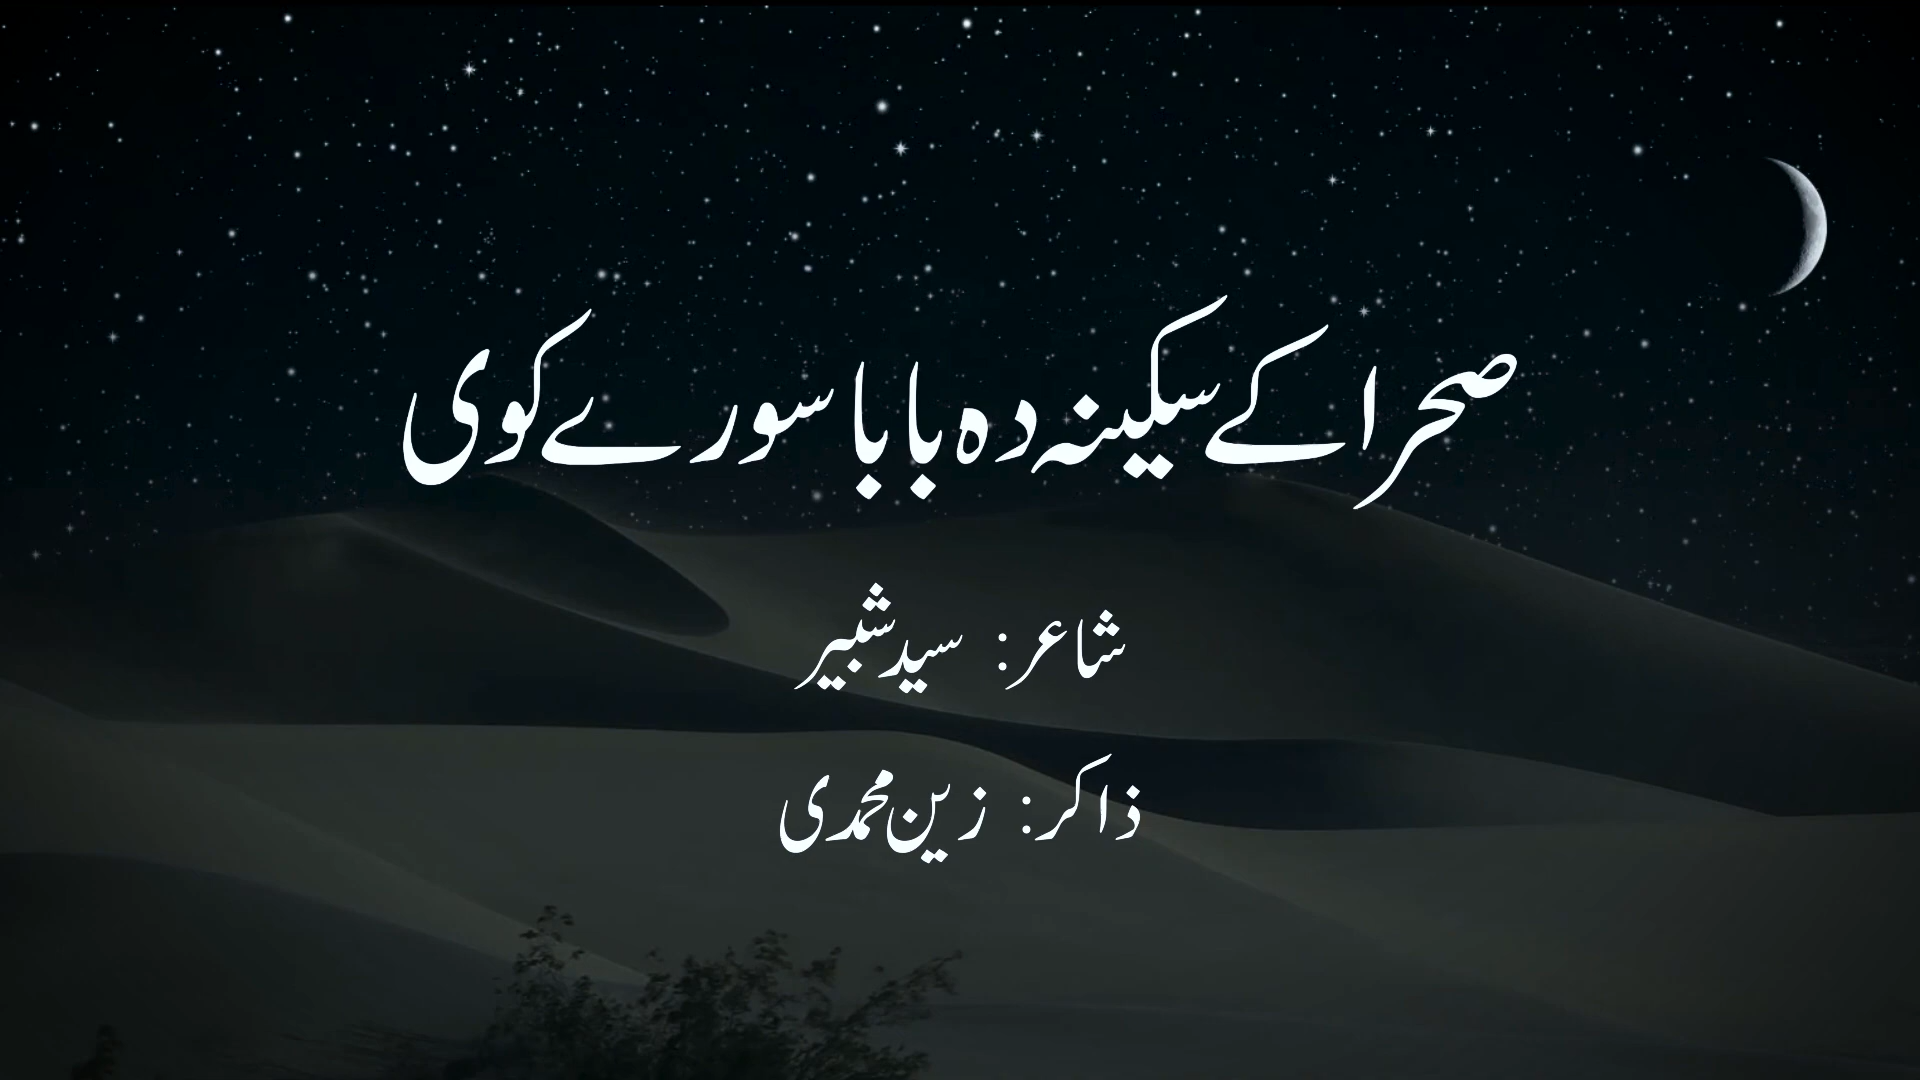 صحرا کے سکینہ دہ بابا سورے کوی
شاعر: سید شبیر
ذاکر: زین محمدی